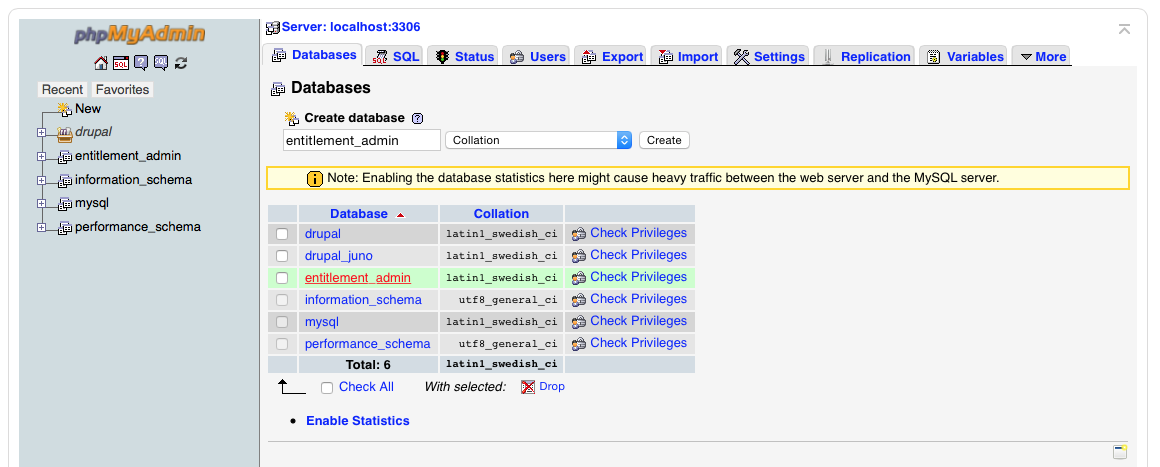 phpMyAdmin
Recent Favorites
New
drupal
entitlement_admin
information_schema
mysql
performance_schema
Server: localhost:3306
Databases SQL Status Users Export Import Settings Replication Variables More
Databases
Create database
entitlement_admin Collation Create
Note: Enabling the database statistics here might cause heavy traffic between the web server and the MySQL server.
Database Collation
drupal latin1_swedish_ci Check Privileges
drupal_juno latin1_swedish_ci Check Privileges
entitlement_admin latin1_swedish_ci Check Privileges
information_schema utf8_general_ci Check Privileges
mysql latin1_swedish_ci Check Privileges
performance_schema utf8_general_ci Check Privileges
Total: 6 latin1_swedish_ci
Check All With selected: Drop
Enable Statistics